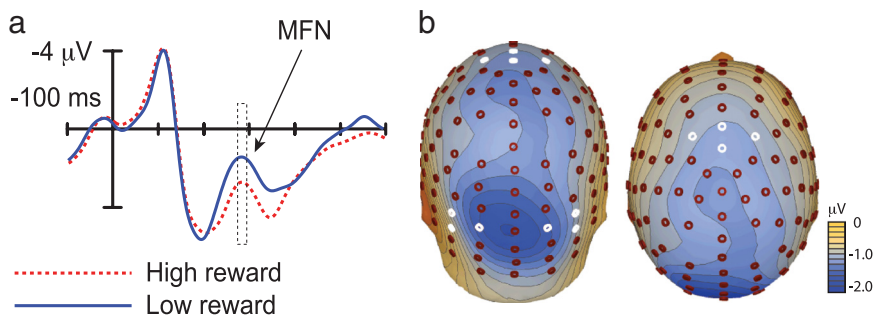 a
MFN
-4 μV
-100 ms
High reward
Low reward
b
μV
0
-1.0
-2.0